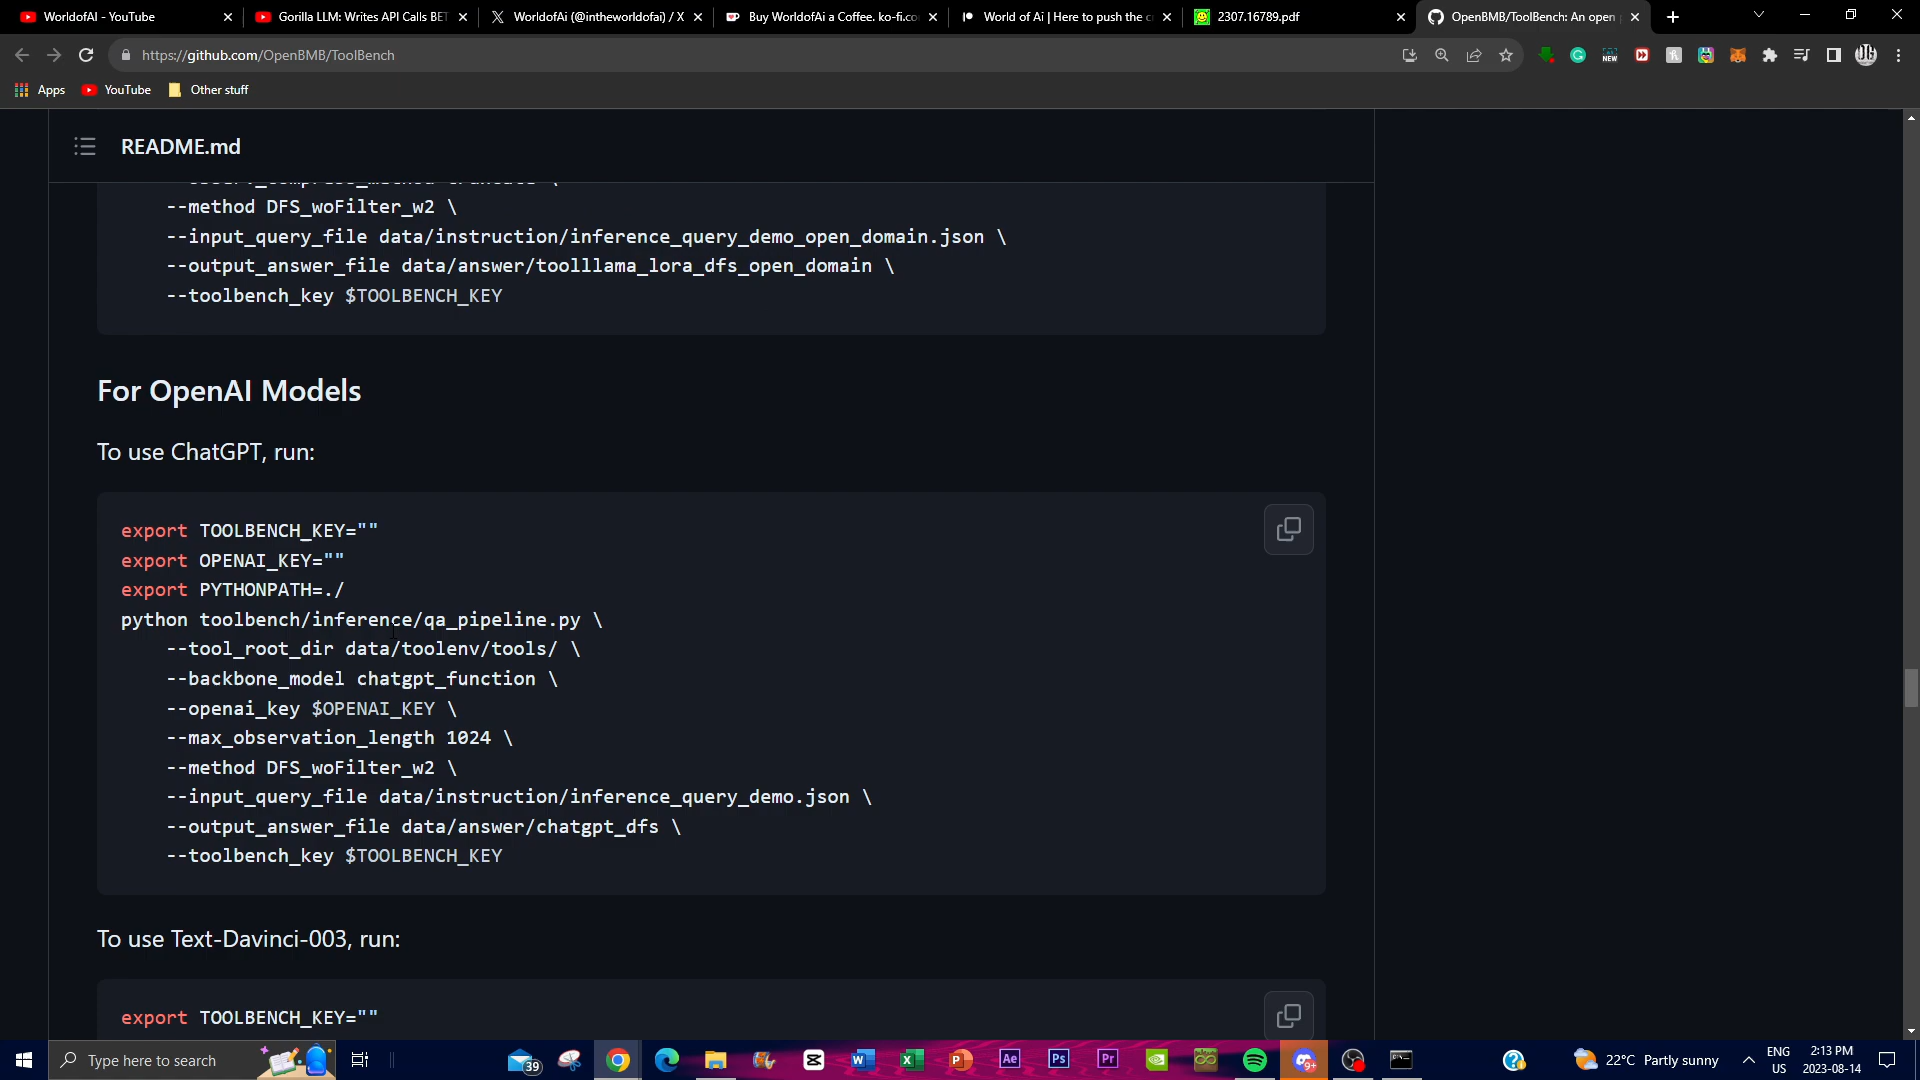 WorldofAI - YouTube
Gorilla LLM: Writes API Calls BET
WorldofAi (@intheworldofai) / X
Buy WorldofAi a Coffee. ko-fi.co
World of Ai | Here to push the c
2307.16789.pdf
OpenBMB/ToolBench: An open
https://github.com/OpenBMB/ToolBench
NEW
Apps
YouTube
Other stuff
README.md
--method DFS_woFilter_w2 \
--input_query_file data/instruction/inference_query_demo_open_domain.json \
--output_answer_file data/answer/toolllama_lora_dfs_open_domain \
--toolbench_key $TOOLBENCH_KEY
For OpenAI Models
To use ChatGPT, run:
export TOOLBENCH_KEY=""
export OPENAI_KEY=""
export PYTHONPATH=./
python toolbench/inference/qa_pipeline.py \
--tool_root_dir data/toolenv/tools/ \
--backbone_model chatgpt_function \
--openai_key $OPENAI_KEY \
--max_observation_length 1024 \
--method DFS_woFilter_w2 \
--input_query_file data/instruction/inference_query_demo.json \
--output_answer_file data/answer/chatgpt_dfs \
--toolbench_key $TOOLBENCH_KEY
To use Text-Davinci-003, run:
export TOOLBENCH_KEY=""
Type here to search
39
Ae
Ps
Pr
9+
22°C Partly sunny
ENG
US
2:13 PM
2023-08-14